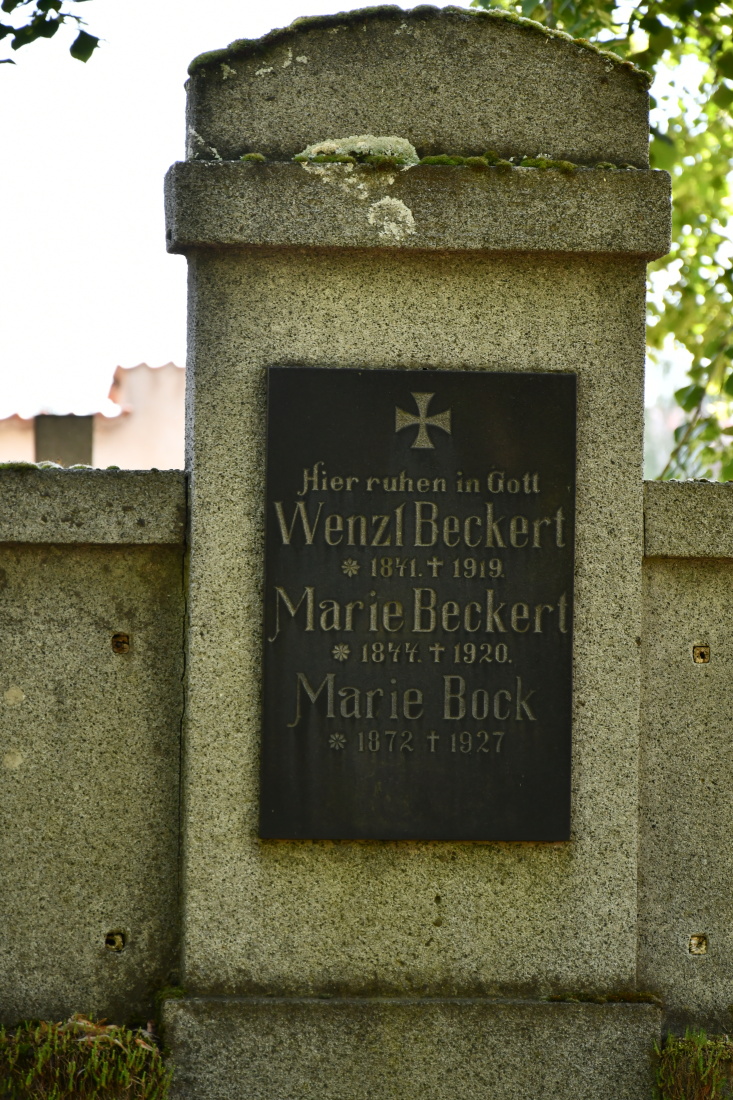 Hier ruhen in Gott
Wenzl Beckert
* 1841. † 1919.
Marie Beckert
* 1844. † 1920.
Marie Bock
* 1872 † 1927